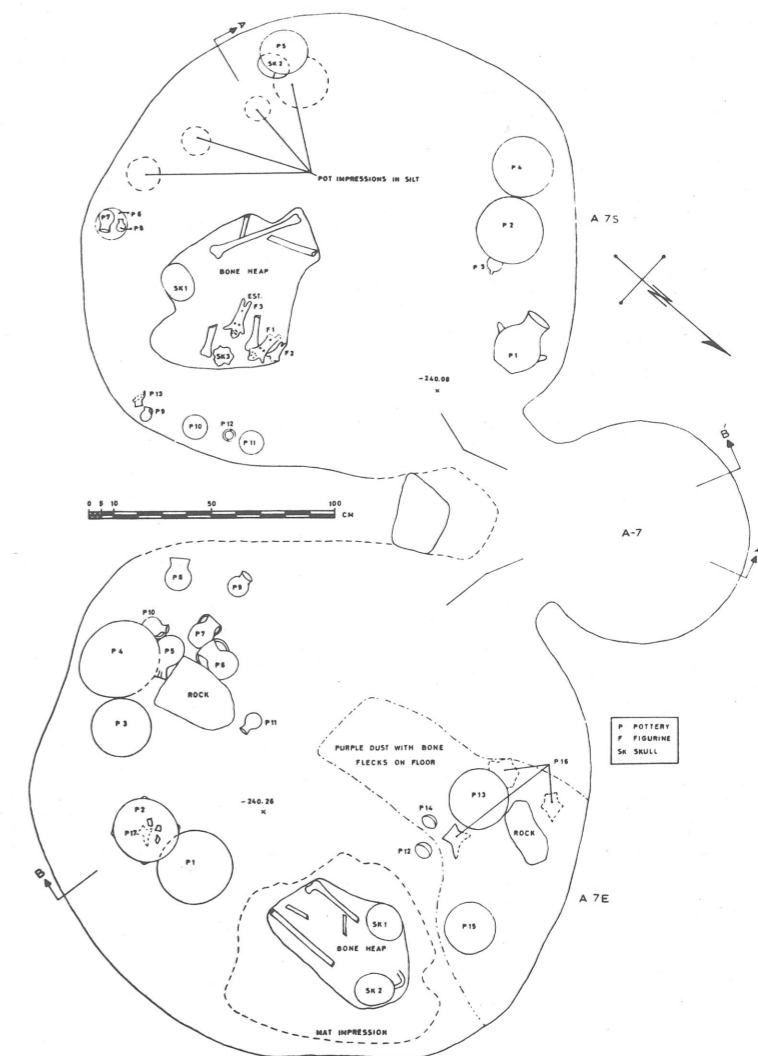 A
P5
SK2
POT IMPRESSIONS IN SILT
P4
P2
P3
A 7S
P7
P6
P8
BONE HEAP
SK1
EST.
F3
F1
F2
SK3
P1
N
-240.08
x
P13
P9
P10
P12
P11
0 5 10 50 100
CM
B'
A-7
A
P8
P9
P10
P7
P4
P5
P6
ROCK
P3
P11
PURPLE DUST WITH BONE
FLECKS ON FLOOR
P POTTERY
F FIGURINE
SK SKULL
P16
P13
P14
ROCK
P12
-240.26
x
P2
P17
P1
B
A 7E
P15
SK1
BONE HEAP
SK2
MAT IMPRESSION